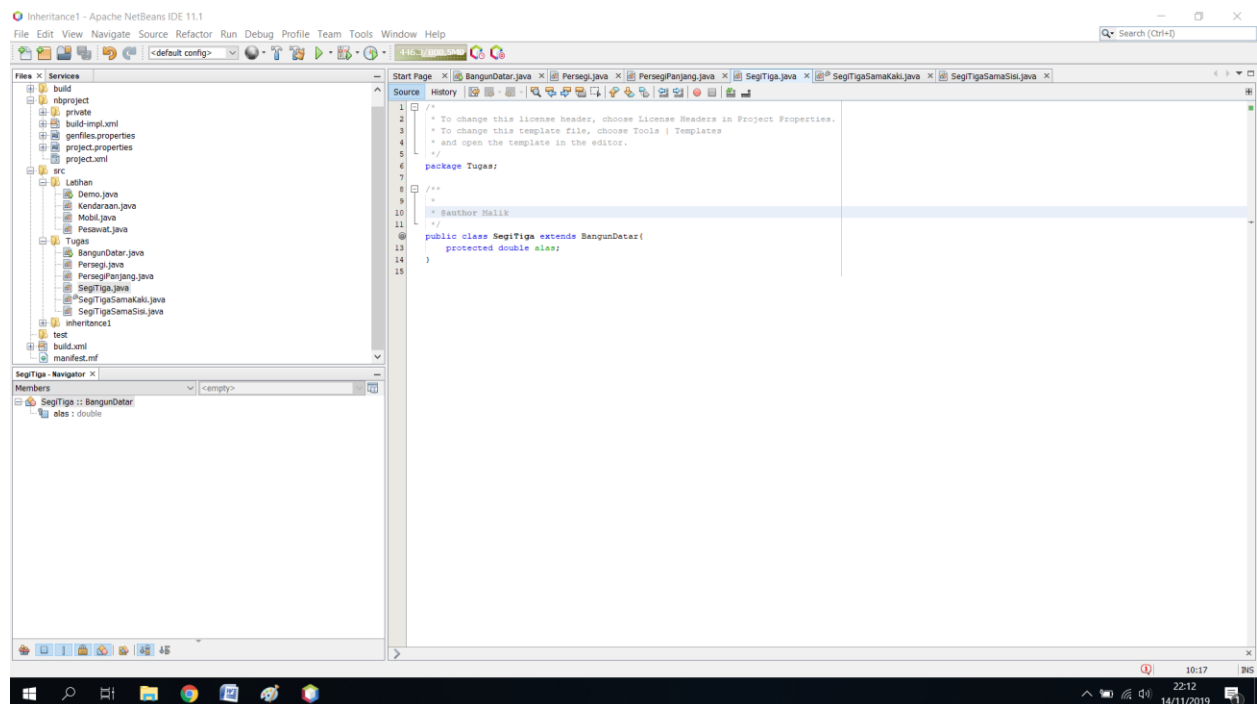 Inheritance1 - Apache NetBeans IDE 11.1
File Edit View Navigate Source Refactor Run Debug Profile Team Tools Window Help
Search (Ctrl+I)
<default config>
Files Services
build
nbproject
private
build-impl.xml
genfiles.properties
project.properties
project.xml
src
Latihan
Demo.java
Kendaraan.java
Mobil.java
Pesawat.java
Tugas
BangunDatar.java
Persegi.java
PersegiPanjang.java
SegiTiga.java
SegiTigaSamaKaki.java
SegiTigaSamaSisi.java
inheritance1
test
build.xml
manifest.mf
SegiTiga - Navigator
Members <empty>
SegiTiga :: BangunDatar
alas : double
Start Page BangunDatar.java Persegi.java PersegiPanjang.java SegiTiga.java SegiTigaSamaKaki.java SegiTigaSamaSisi.java
Source History
1 /*
2 * To change this license header, choose License Headers in Project Properties.
3 * To change this template file, choose Tools | Templates
4 * and open the template in the editor.
5 */
6 package Tugas;
7
8 /**
9 *
10 * @author Malik
11 */
public class SegiTiga extends BangunDatar{
13 protected double alas;
14 }
15
10:17 INS
22:12
14/11/2019